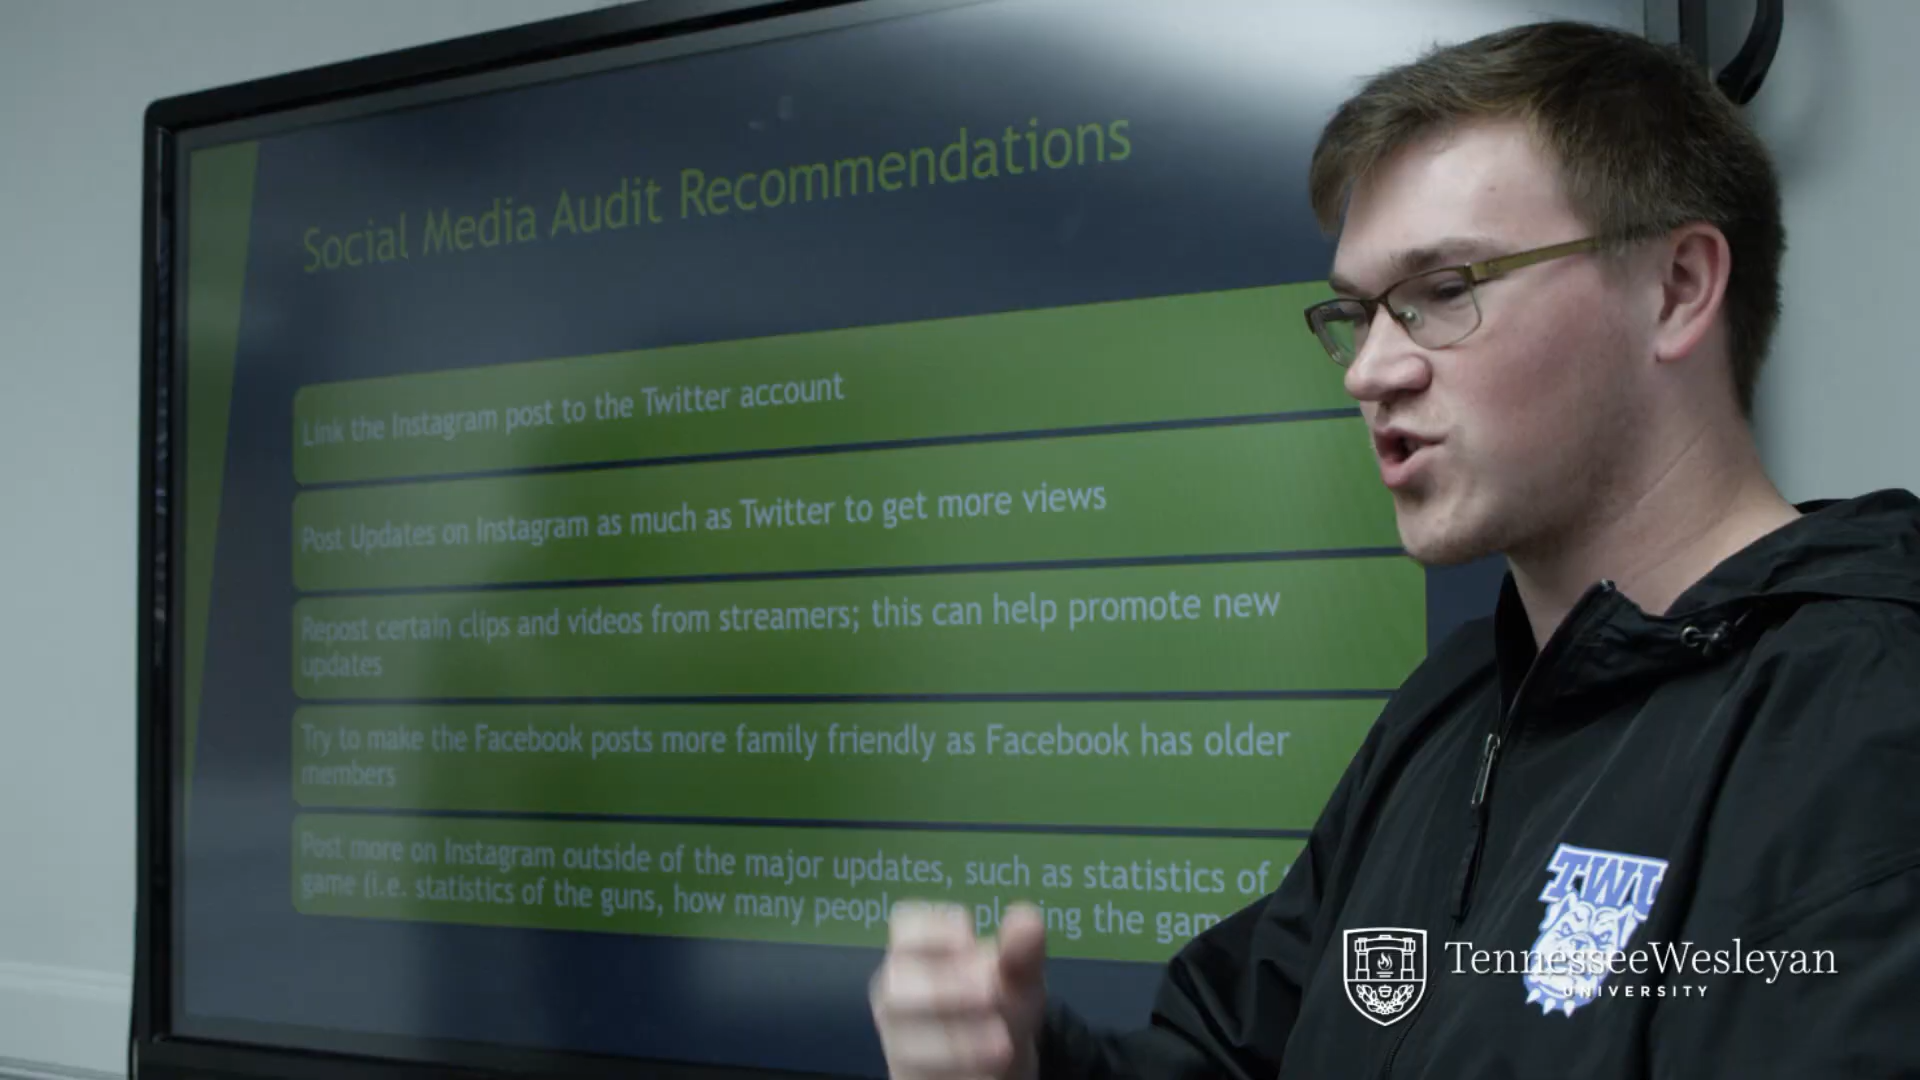 Social Media Audit Recommendations
Link the Instagram post to the Twitter account
Post Updates on Instagram as much as Twitter to get more views
Repost certain clips and videos from streamers; this can help promote new
updates
Try to make the Facebook posts more family friendly as Facebook has older
members
Post more on Instagram outside of the major updates, such as statistics of
game (i.e. statistics of the guns, how many playing the
TWU
TennesseeWesleyan
UNIVERSITY